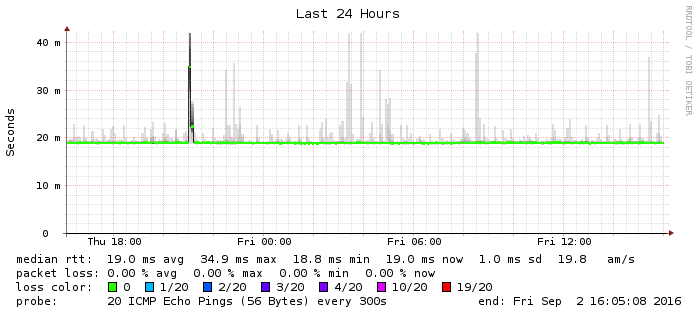 Last 24 Hours
RRDTOOL / TOBI OETIKER
Seconds
40 m
30 m
20 m
10 m
0
Thu 18:00 Fri 00:00 Fri 06:00 Fri 12:00
median rtt: 19.0 ms avg 34.9 ms max 18.8 ms min 19.0 ms now 1.0 ms sd 19.8 am/s
packet loss: 0.00 % avg 0.00 % max 0.00 % min 0.00 % now
loss color: 0 1/20 2/20 3/20 4/20 10/20 19/20
probe: 20 ICMP Echo Pings (56 Bytes) every 300s end: Fri Sep 2 16:05:08 2016